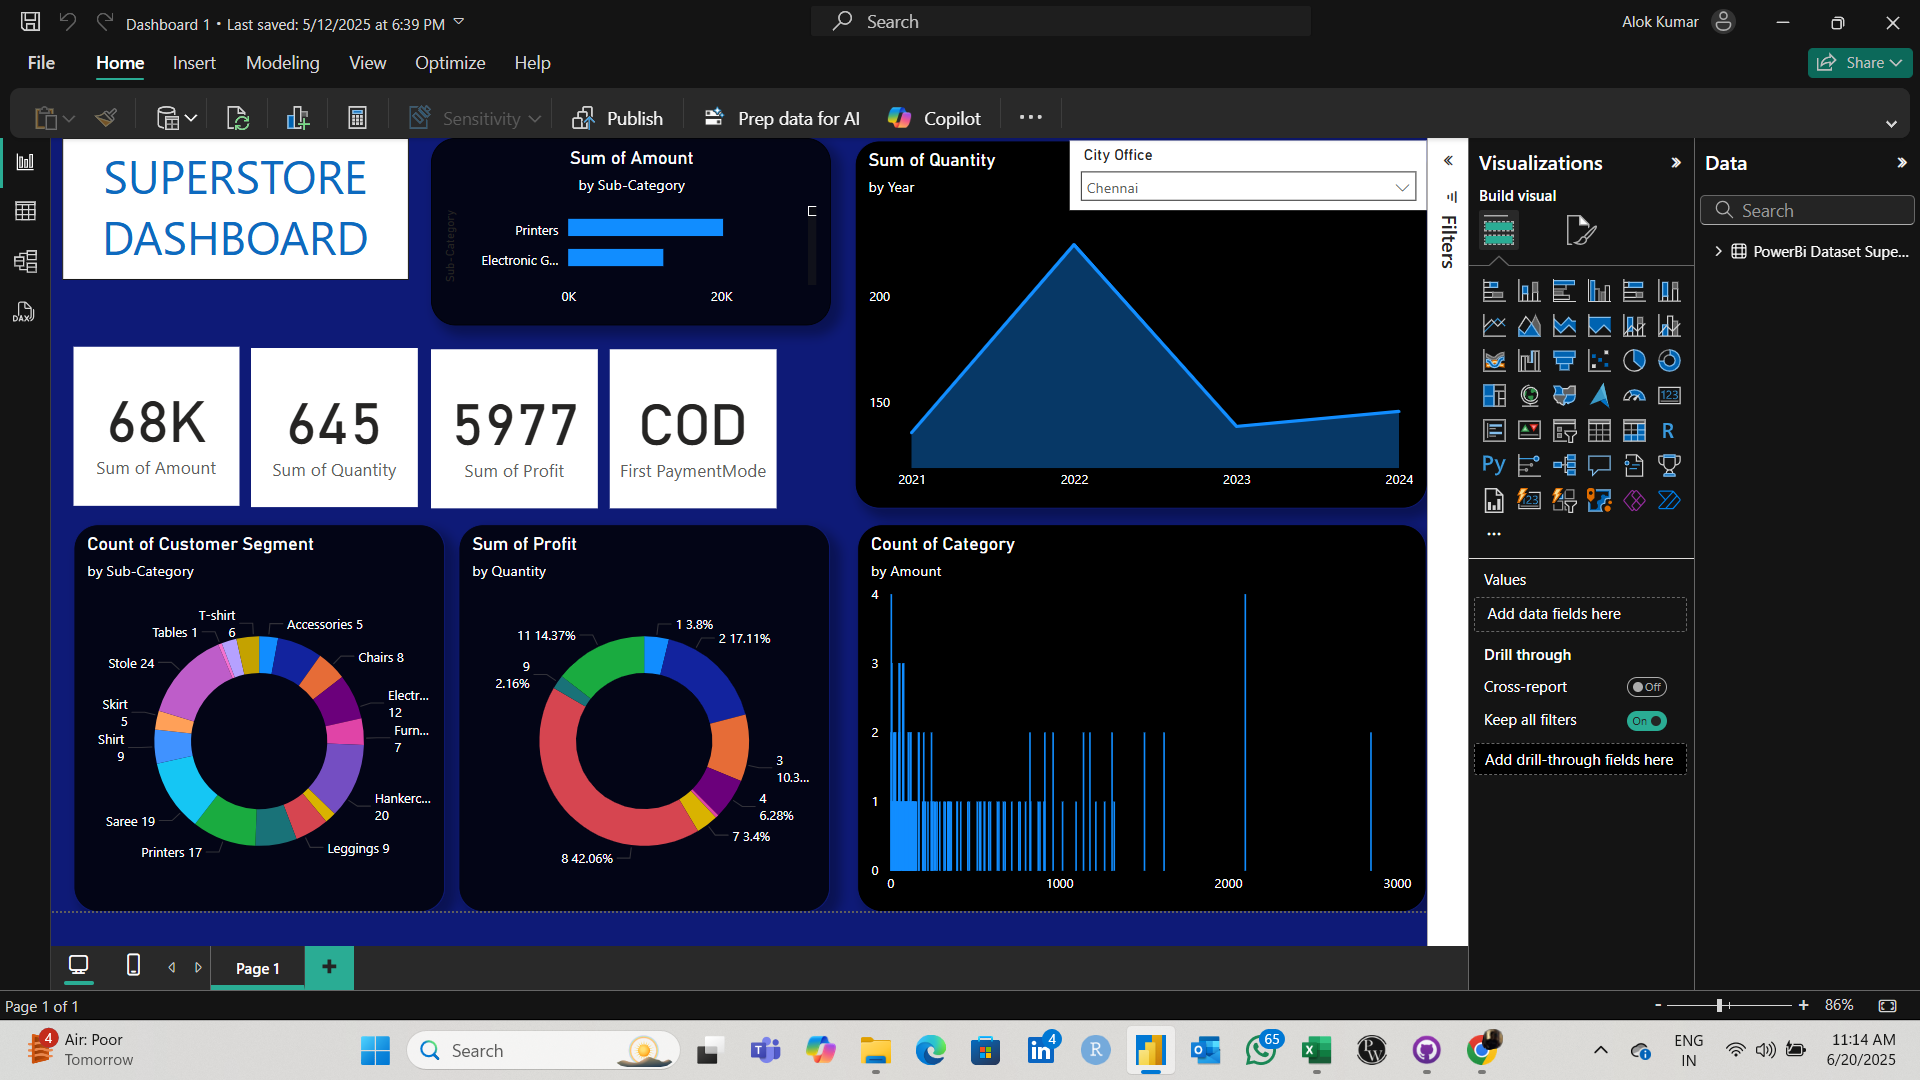 Dashboard 1 • Last saved: 5/12/2025 at 6:39 PM
Search
Alok Kumar
File
Home
Insert
Modeling
View
Optimize
Help
Share
Sensitivity
Publish
Prep data for AI
Copilot
SUPERSTORE
DASHBOARD
Sum of Amount
by Sub-Category
Sub-Category
Printers
Electronic G...
0K
20K
Sum of Quantity
by Year
200
150
2021
2022
2023
2024
City Office
Chennai
68K
Sum of Amount
645
Sum of Quantity
5977
Sum of Profit
COD
First PaymentMode
Count of Customer Segment
by Sub-Category
T-shirt
6
Accessories 5
Tables 1
Chairs 8
Stole 24
Electr...
12
Skirt
5
Furn...
7
Shirt
9
Hankerc...
20
Saree 19
Printers 17
Leggings 9
Sum of Profit
by Quantity
1 3.8%
11 14.37%
2 17.11%
9
2.16%
3
10.3...
4
6.28%
7 3.4%
8 42.06%
Count of Category
by Amount
4
3
2
1
0
0
1000
2000
3000
Filters
Visualizations
Build visual
123
R
Py
123
Values
Add data fields here
Drill through
Cross-report
Off
Keep all filters
On
Add drill-through fields here
Data
Search
PowerBi Dataset Supe...
DAX
Page 1
Page 1 of 1
-
+
86%
4
Air: Poor
Tomorrow
Search
4
R
65
PW
ENG
IN
11:14 AM
6/20/2025